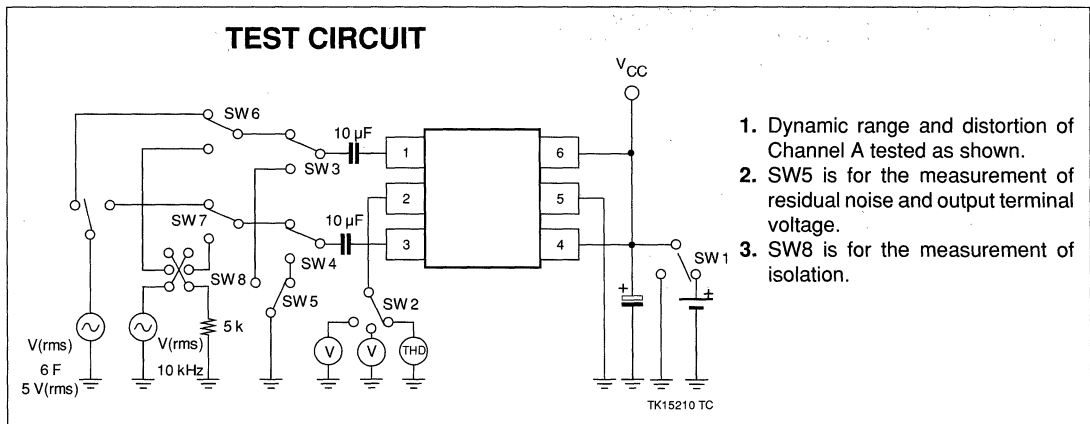 TEST CIRCUIT
VCC
SW6
10 µF
1
6
SW3
2
5
SW7
10 µF
3
4
SW4
SW1
SW8
SW5
SW2
+
+
5 k
V(rms)
V(rms)
V
V
THD
6 F
10 kHz
5 V(rms)
TK15210 TC
1. Dynamic range and distortion of
Channel A tested as shown.
2. SW5 is for the measurement of
residual noise and output terminal
voltage.
3. SW8 is for the measurement of
isolation.